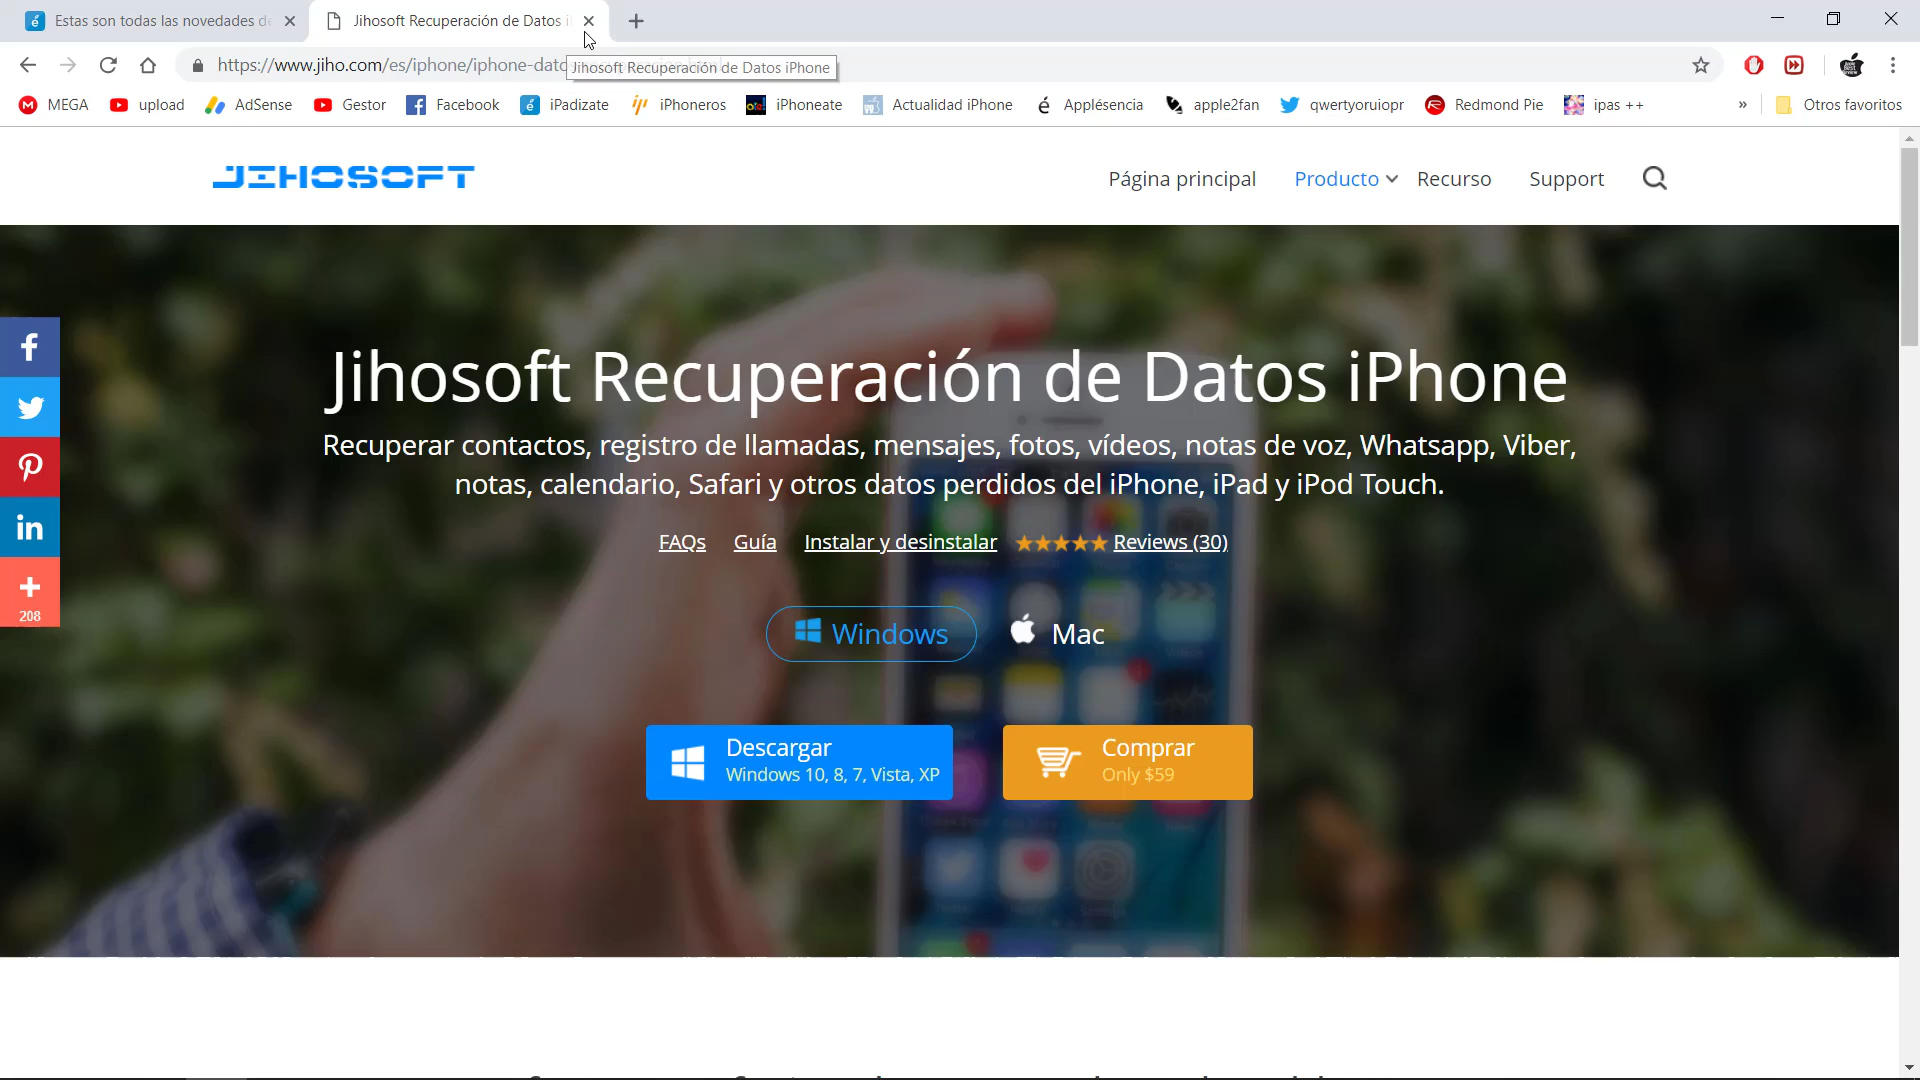 Estas son todas las novedades de
Jihosoft Recuperación de Datos i
https://www.jiho.com/es/iphone/iphone-dato
Jihosoft Recuperación de Datos iPhone
MEGA
upload
AdSense
Gestor
Facebook
iPadizate
iPhoneros
iPhoneate
Actualidad iPhone
Applésencia
apple2fan
qwertyoruiopr
Redmond Pie
ipas ++
»
Otros favoritos
JIHOSOFT
Página principal
Producto
Recurso
Support
Jihosoft Recuperación de Datos iPhone
Recuperar contactos, registro de llamadas, mensajes, fotos, vídeos, notas de voz, Whatsapp, Viber,
notas, calendario, Safari y otros datos perdidos del iPhone, iPad y iPod Touch.
FAQs
Guía
Instalar y desinstalar
Reviews (30)
208
Windows
Mac
Descargar
Windows 10, 8, 7, Vista, XP
Comprar
Only $59